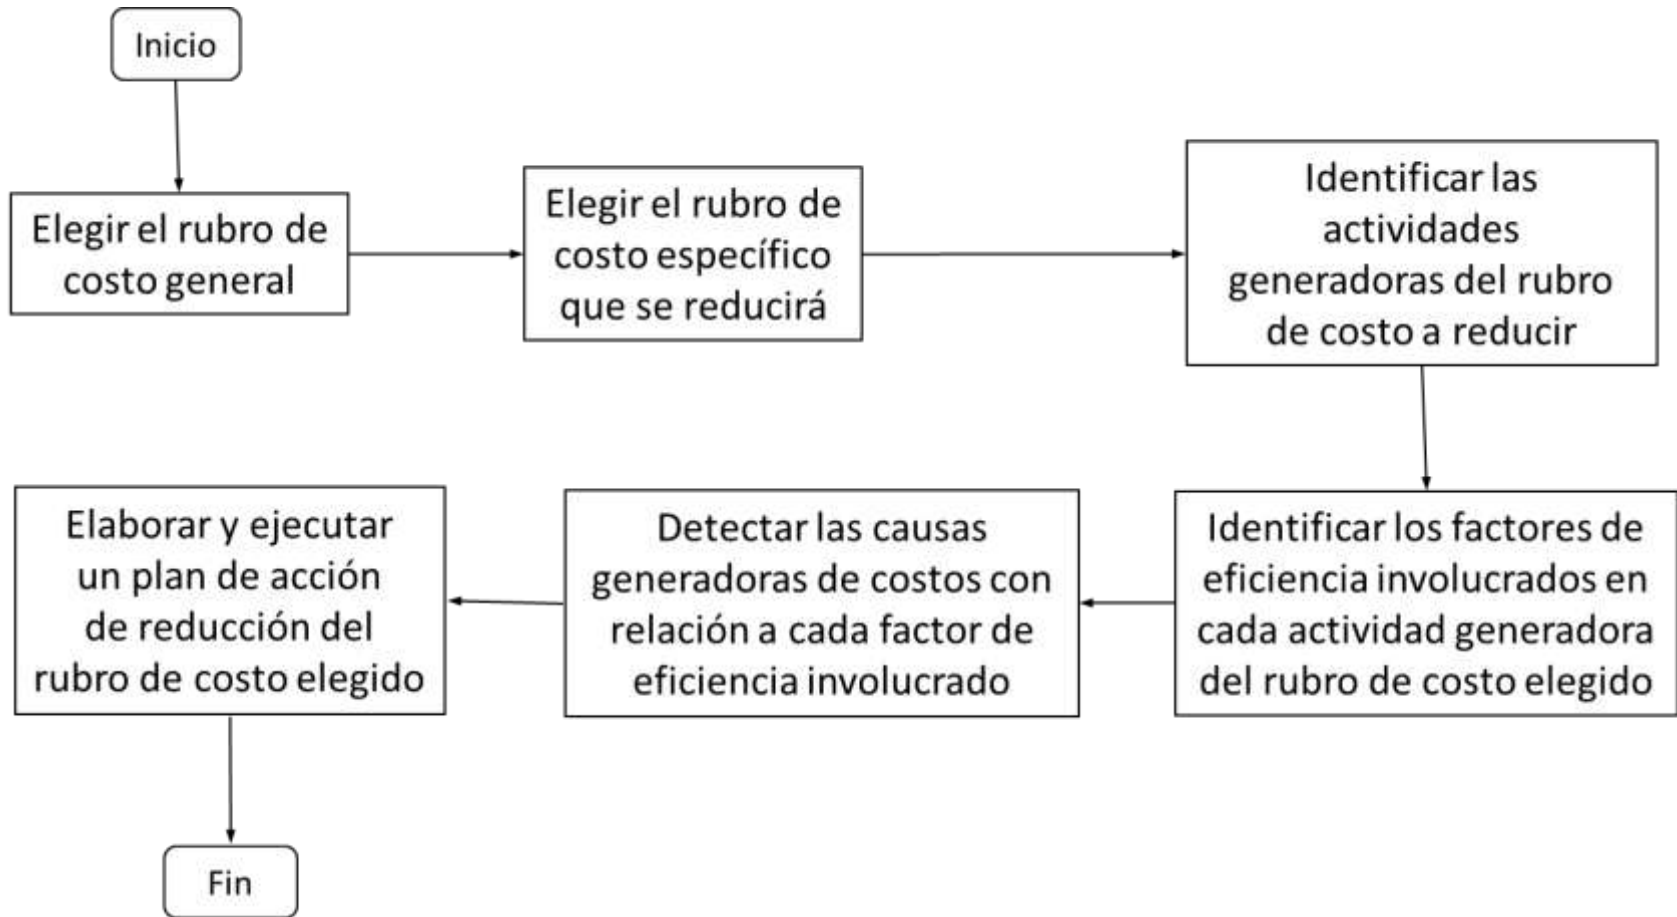 Inicio
Elegir el rubro de
costo general
Elegir el rubro de
costo específico
que se reducirá
Identificar las
actividades
generadoras del rubro
de costo a reducir
Identificar los factores de
eficiencia involucrados en
cada actividad generadora
del rubro de costo elegido
Detectar las causas
generadoras de costos con
relación a cada factor de
eficiencia involucrado
Elaborar y ejecutar
un plan de acción
de reducción del
rubro de costo elegido
Fin